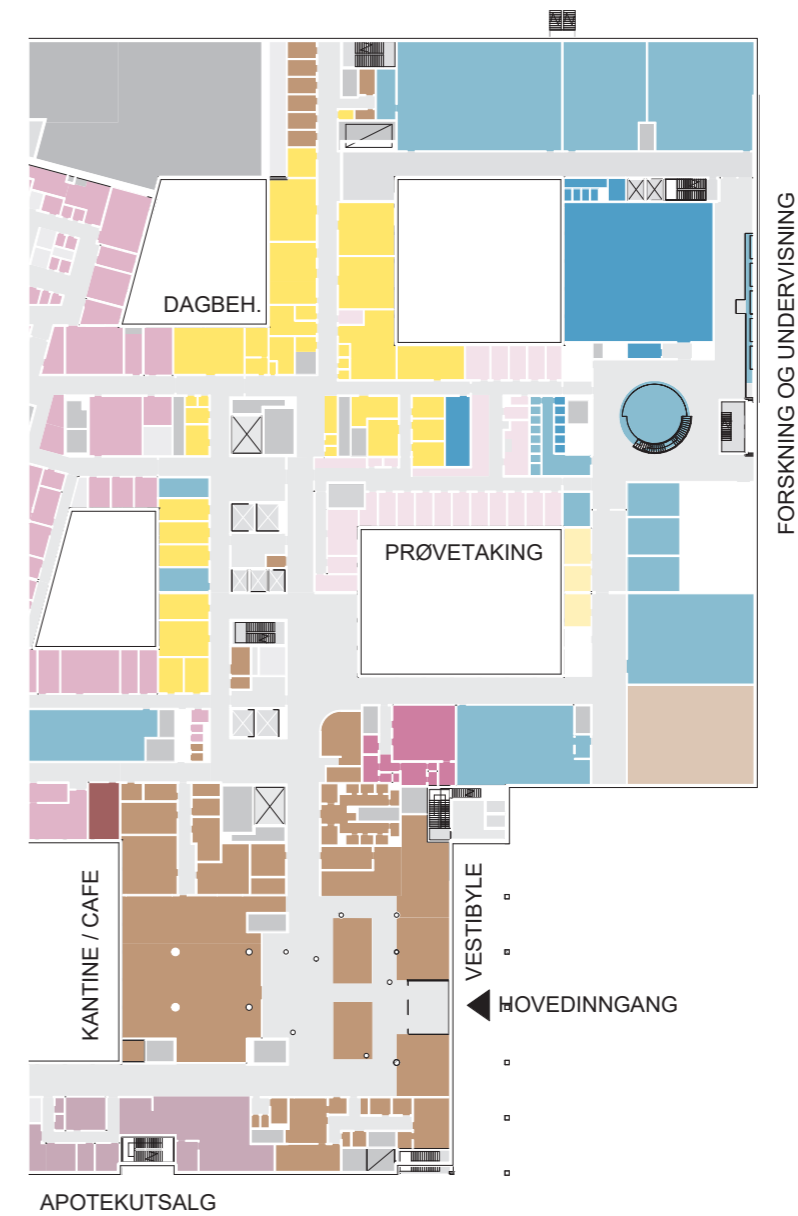 DAGBEH.
FORSKNING OG UNDERVISNING
PRØVETAKING
KANTINE / CAFE
VESTIBYLE
HOVEDINNGANG
APOTEKUTSALG